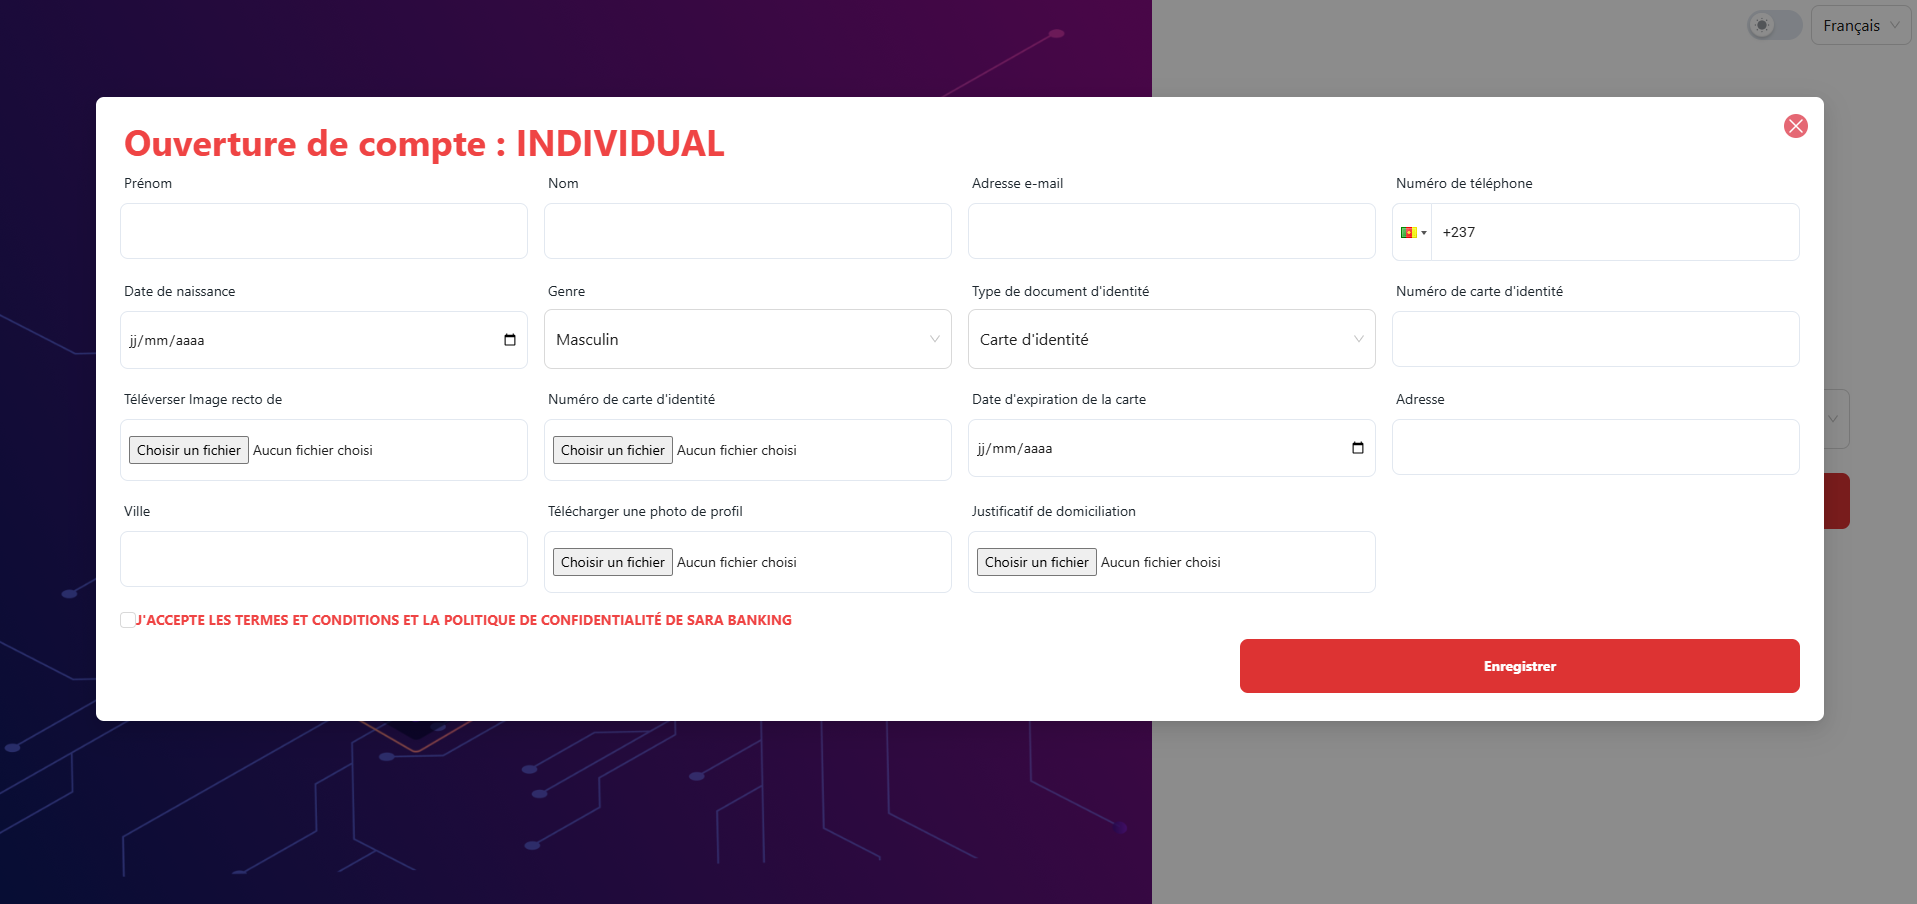 Français
Ouverture de compte : INDIVIDUAL
Prénom
Nom
Adresse e-mail
Numéro de téléphone
+237
Date de naissance
Genre
Type de document d'identité
Numéro de carte d'identité
jj/mm/aaaa
Masculin
Carte d'identité
Téléverser Image recto de
Numéro de carte d'identité
Date d'expiration de la carte
Adresse
Choisir un fichier Aucun fichier choisi
Choisir un fichier Aucun fichier choisi
jj/mm/aaaa
Ville
Télécharger une photo de profil
Justificatif de domiciliation
Choisir un fichier Aucun fichier choisi
Choisir un fichier Aucun fichier choisi
J'ACCEPTE LES TERMES ET CONDITIONS ET LA POLITIQUE DE CONFIDENTIALITÉ DE SARA BANKING
Enregistrer